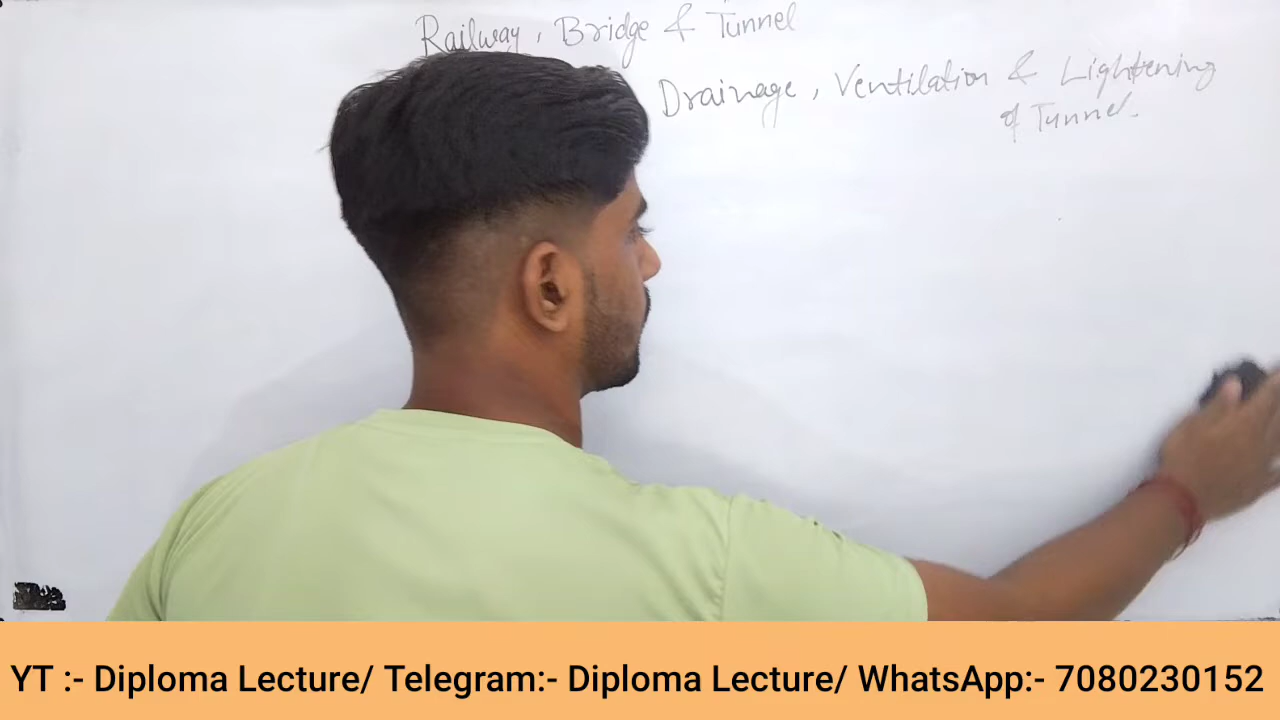 Railway, Bridge & Tunnel
Drainage, Ventilation & Lightening
of Tunnel.
YT :- Diploma Lecture/ Telegram:- Diploma Lecture/ WhatsApp:- 7080230152